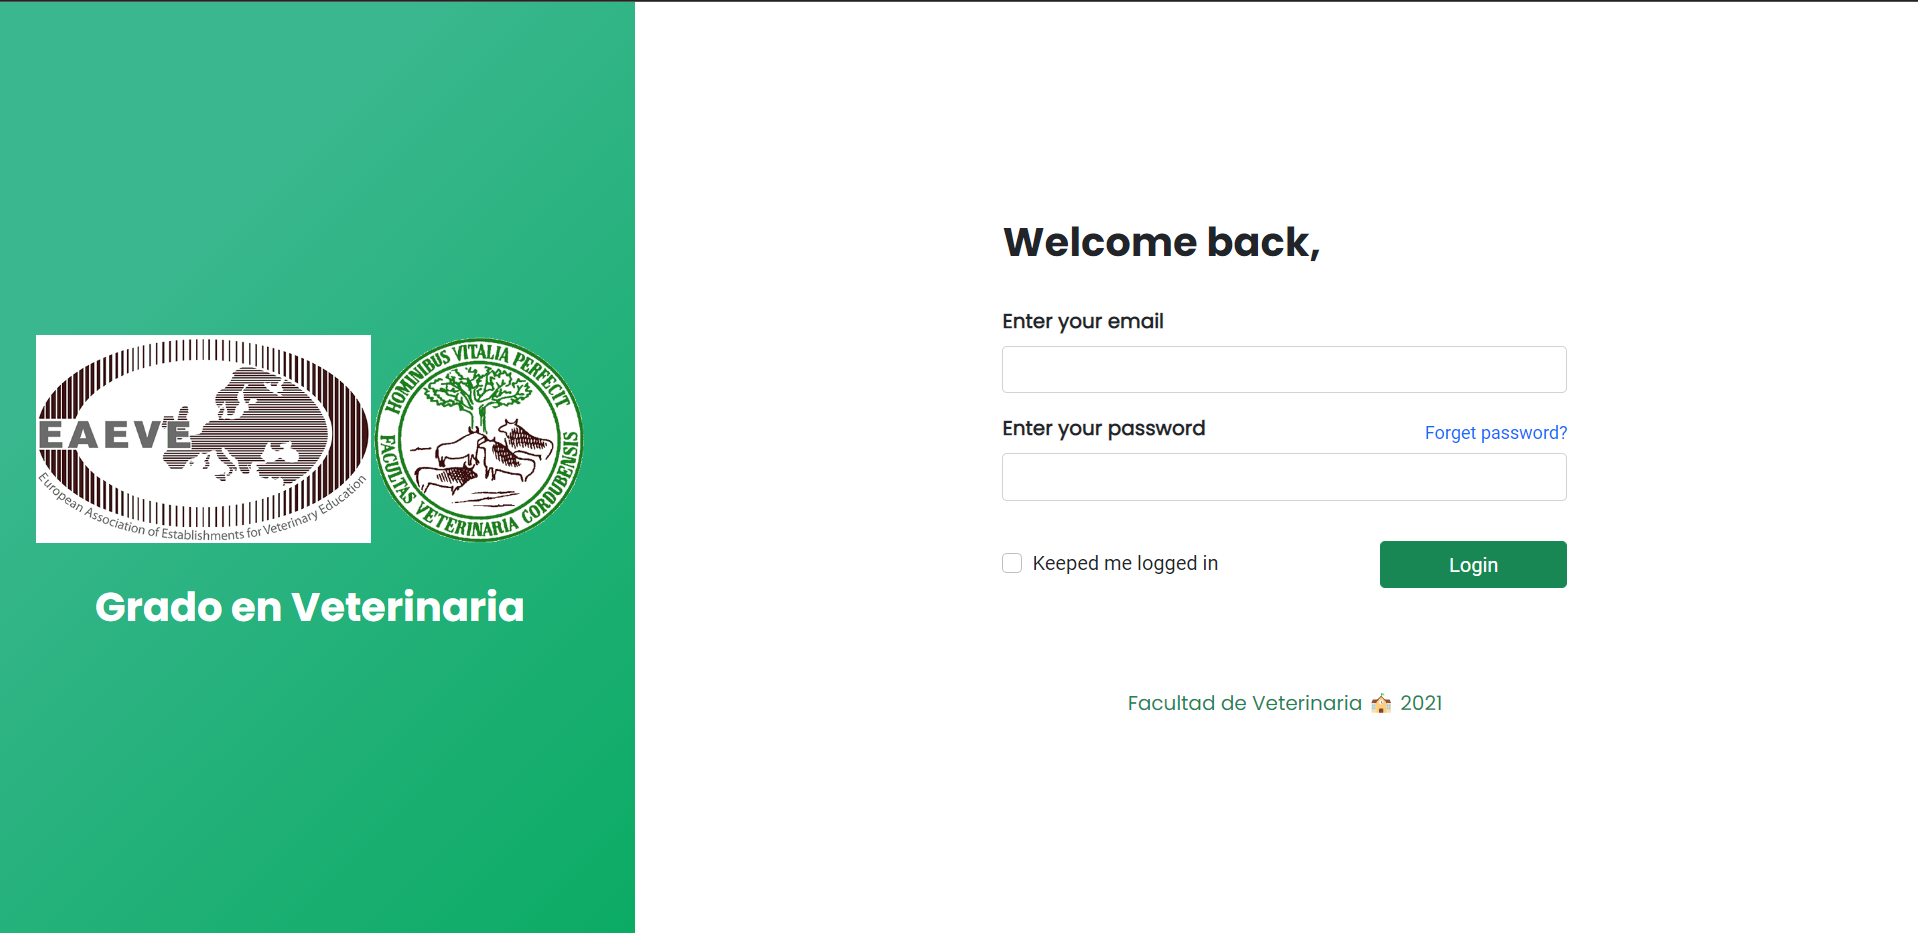 EAEVE
European Association of Establishments for Veterinary Education
HOMINIBUS VITALIA PERFECIT
FACULTAS VETERINARIA CORDUBENSIS
Grado en Veterinaria
Welcome back,
Enter your email
Enter your password
Forget password?
Keeped me logged in
Login
Facultad de Veterinaria 🏫 2021